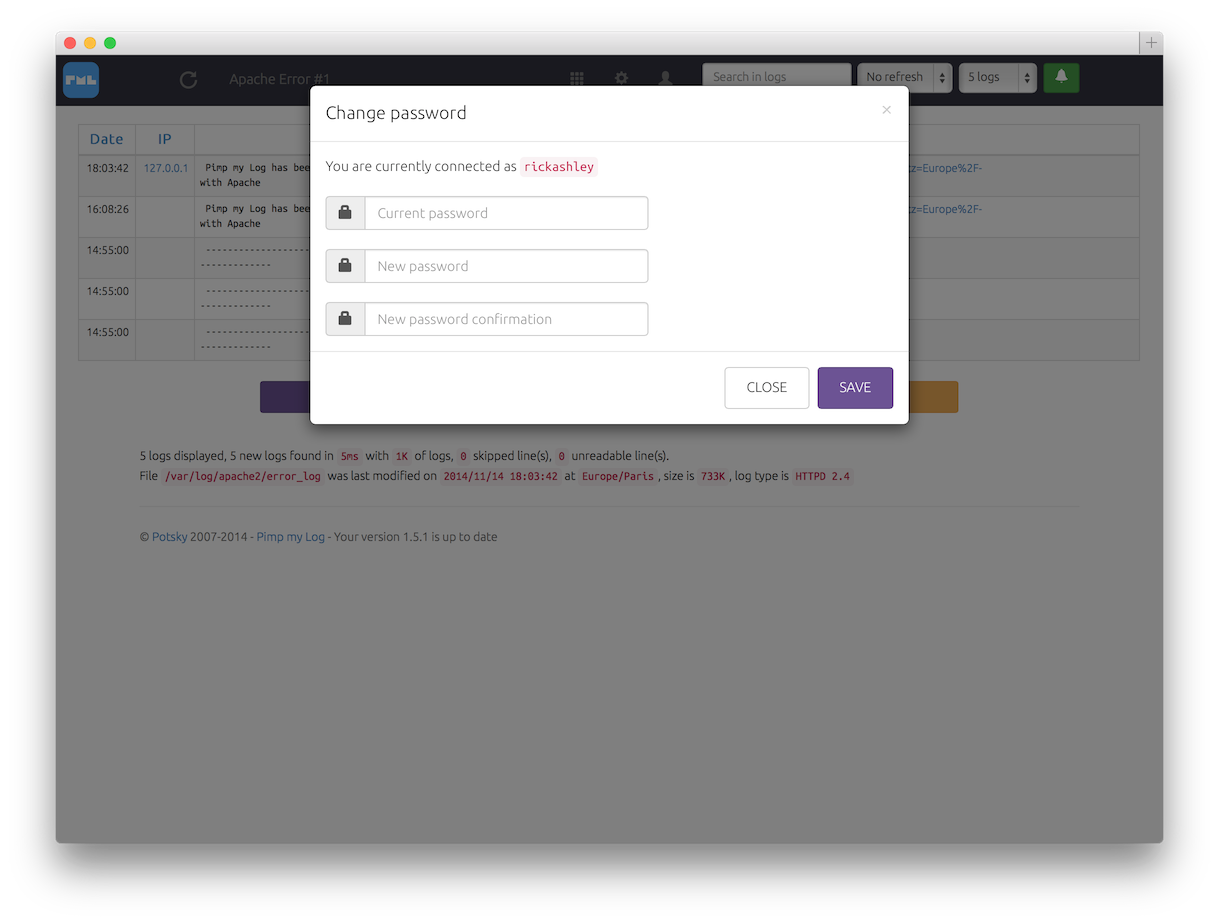 PML
Apache Error #1
Search in logs
No refresh
5 logs
Change password
×
You are currently connected as rickashley
Current password
New password
New password confirmation
CLOSE
SAVE
Date IP
18:03:42 127.0.0.1 Pimp my Log has bee
with Apache
tz=Europe%2F-
16:08:26 Pimp my Log has bee
with Apache
tz=Europe%2F-
14:55:00 -------------------
-------------
14:55:00 -------------------
-------------
14:55:00 -------------------
-------------
5 logs displayed, 5 new logs found in 5ms with 1K of logs, 0 skipped line(s), 0 unreadable line(s).
File /var/log/apache2/error_log was last modified on 2014/11/14 18:03:42 at Europe/Paris, size is 733K, log type is HTTPD 2.4
© Potsky 2007-2014 - Pimp my Log - Your version 1.5.1 is up to date